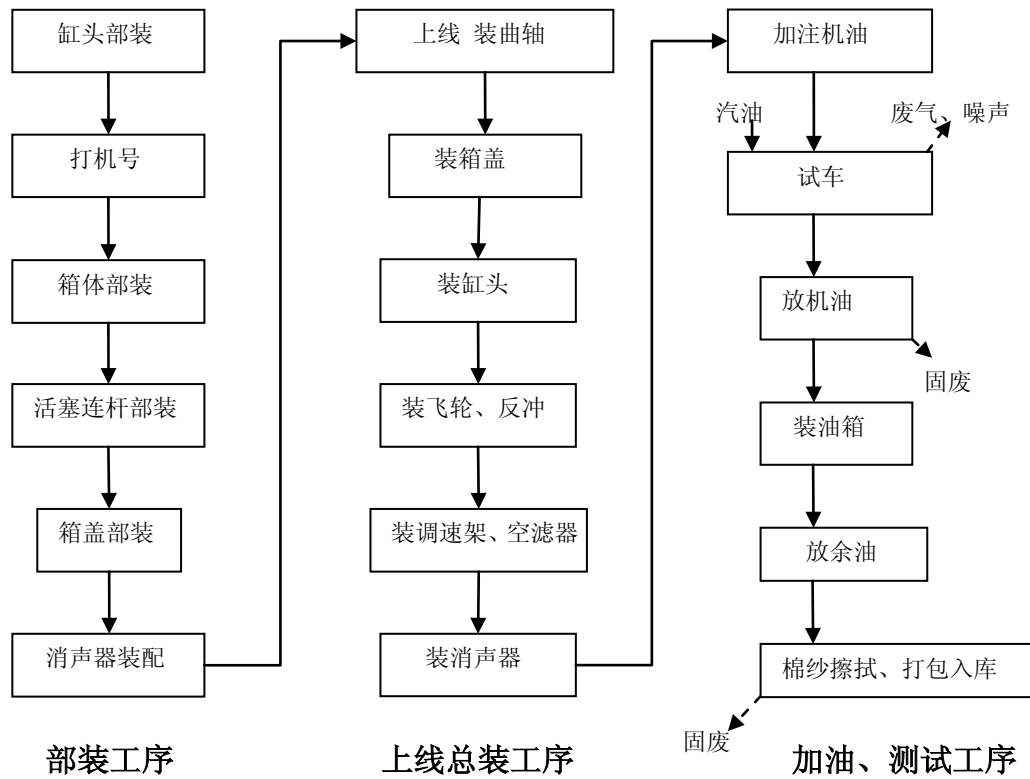 缸头部装
打机号
箱体部装
活塞连杆部装
箱盖部装
消声器装配
部装工序
上线 装曲轴
装箱盖
装缸头
装飞轮、反冲
装调速架、空滤器
装消声器
上线总装工序
加注机油
汽油
废气、噪声
试车
放机油
固废
装油箱
放余油
棉纱擦拭、打包入库
固废
加油、测试工序